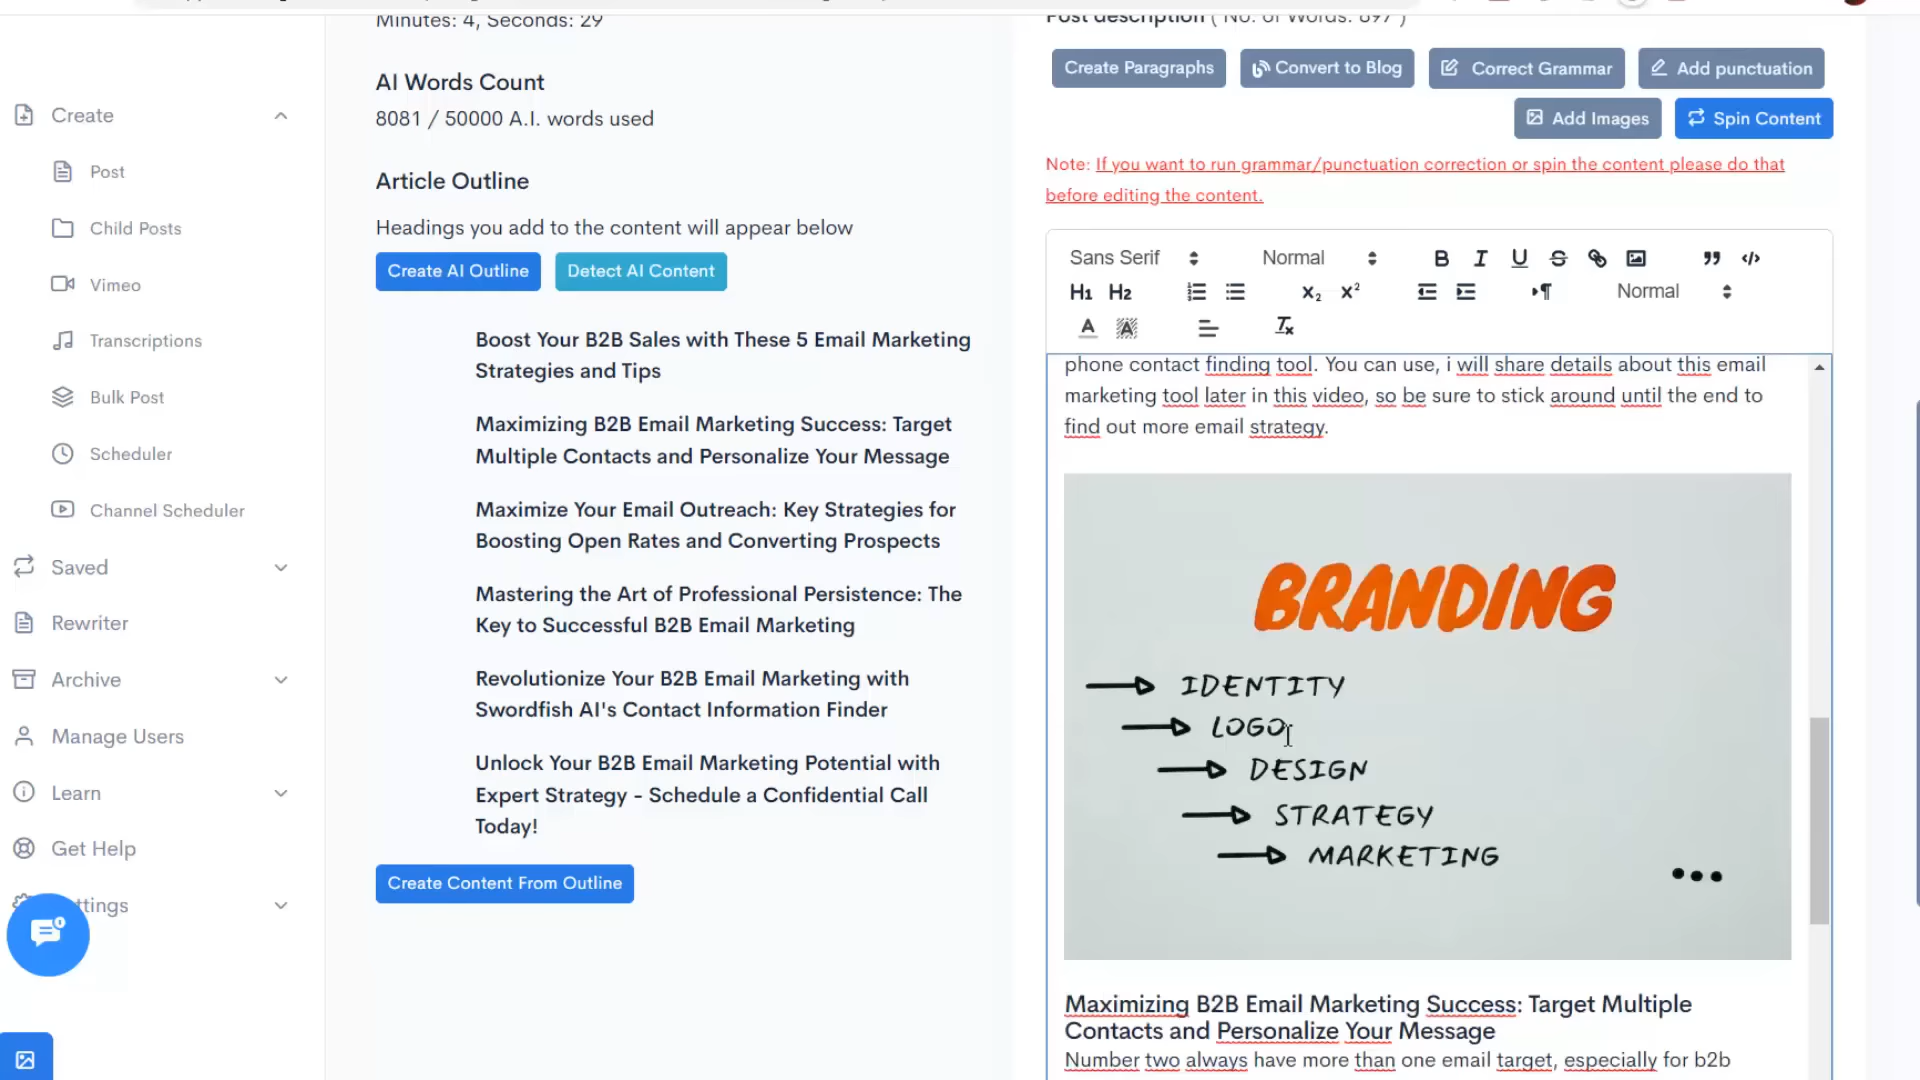 Minutes: 4, Seconds: 29
AI Words Count
8081 / 50000 A.I. words used
Article Outline
Headings you add to the content will appear below
Create AI Outline
Detect AI Content
Boost Your B2B Sales with These 5 Email Marketing
Strategies and Tips
Maximizing B2B Email Marketing Success: Target
Multiple Contacts and Personalize Your Message
Maximize Your Email Outreach: Key Strategies for
Boosting Open Rates and Converting Prospects
Mastering the Art of Professional Persistence: The
Key to Successful B2B Email Marketing
Revolutionize Your B2B Email Marketing with
Swordfish AI's Contact Information Finder
Unlock Your B2B Email Marketing Potential with
Expert Strategy - Schedule a Confidential Call
Today!
Create Content From Outline
Create
Post
Child Posts
Vimeo
Transcriptions
Bulk Post
Scheduler
Channel Scheduler
Saved
Rewriter
Archive
Manage Users
Learn
Get Help
ttings
Post description ( No. of Words: 897 )
Create Paragraphs
Convert to Blog
Correct Grammar
Add punctuation
Add Images
Spin Content
Note: If you want to run grammar/punctuation correction or spin the content please do that
before editing the content.
Sans Serif
Normal
B I U S
H1 H2
X2 X2
Normal
A A
Tx
phone contact finding tool. You can use, i will share details about this email
marketing tool later in this video, so be sure to stick around until the end to
find out more email strategy.
BRANDING
IDENTITY
LOGO
DESIGN
STRATEGY
MARKETING
...
Maximizing B2B Email Marketing Success: Target Multiple
Contacts and Personalize Your Message
Number two always have more than one email target, especially for b2b